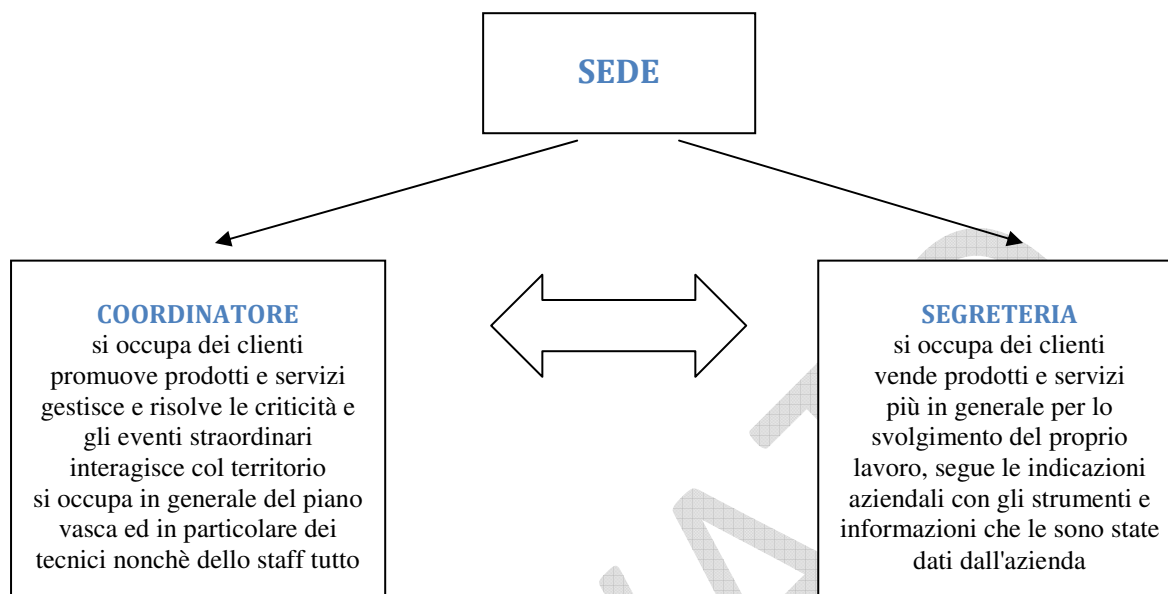 SEDE
COORDINATORE
si occupa dei clienti
promuove prodotti e servizi
gestisce e risolve le criticità e
gli eventi straordinari
interagisce col territorio
si occupa in generale del piano
vasca ed in particolare dei
tecnici nonchè dello staff tutto
SEGRETERIA
si occupa dei clienti
vende prodotti e servizi
più in generale per lo
svolgimento del proprio
lavoro, segue le indicazioni
aziendali con gli strumenti e
informazioni che le sono state
dati dall'azienda